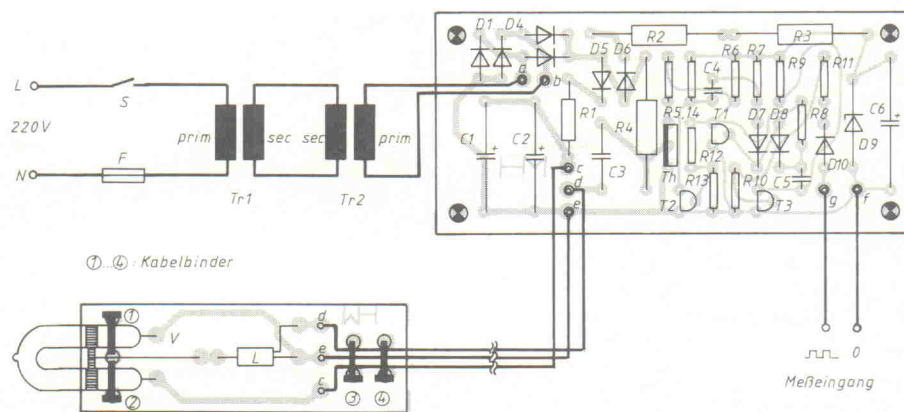 D1...D4
D5 D6
R2
R3
R6 R7
C4
R9
R11
a
b
R1
R4
R5,14
T1
D7 D8
R8
C6
+
D9
D10
C1
+
C2
+
C3
c
d
e
Th
R12
R13
R10
C5
T2
T3
g
f
L
S
220V
prim
sec
sec
prim
N
F
Tr1
Tr2
①...④: Kabelbinder
①
V
L
d
e
c
②
③
④
0
Meßeingang